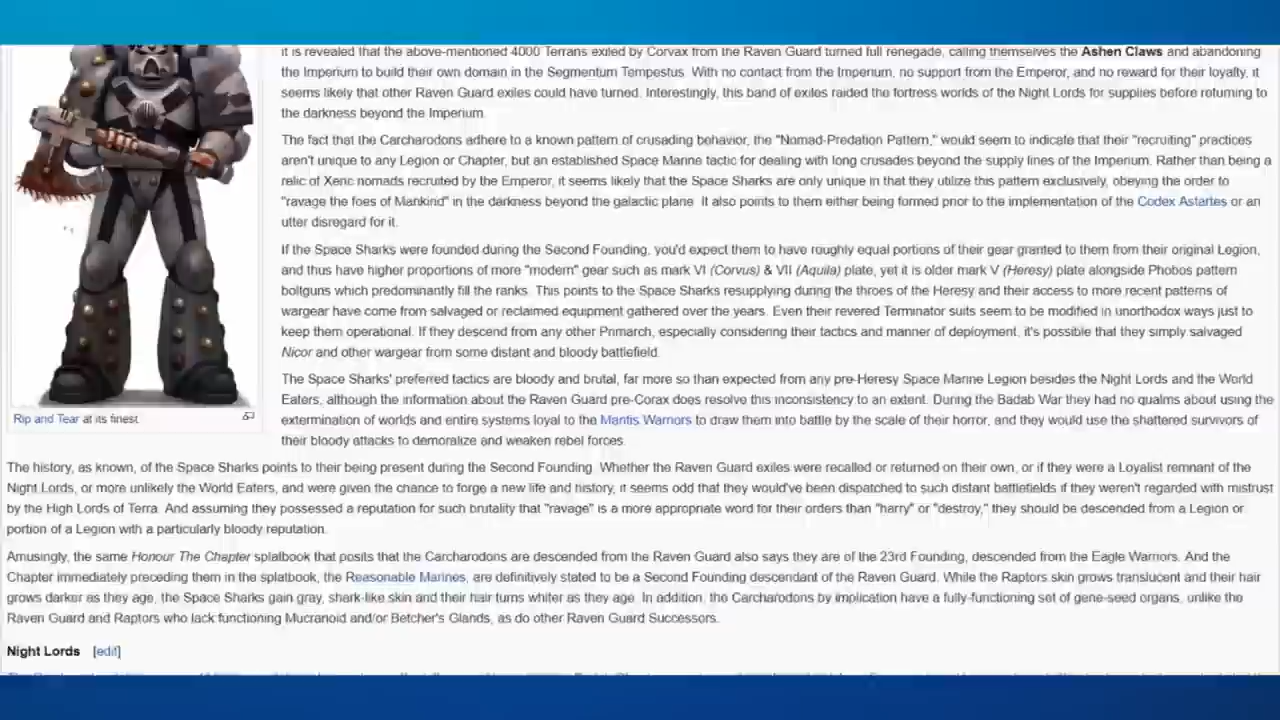 it is revealed that the above-mentioned 4000 Terrans exiled by Corvax from the Raven Guard turned full renegade, calling themselves the Ashen Claws and abandoning
the Imperium to build their own domain in the Segmentum Tempestus. With no contact from the Imperium, no support from the Emperor, and no reward for their loyalty, it
seems likely that other Raven Guard exiles could have turned. Interestingly, this band of exiles raided the fortress worlds of the Night Lords for supplies before returning to
the darkness beyond the Imperium.
The fact that the Carcharodons adhere to a known pattern of crusading behavior, the "Nomad-Predation Pattern," would seem to indicate that their "recruiting" practices
aren't unique to any Legion or Chapter, but an established Space Marine tactic for dealing with long crusades beyond the supply lines of the Imperium. Rather than being a
relic of Xenc nomads recruited by the Emperor, it seems likely that the Space Sharks are only unique in that they utilize this pattern exclusively, obeying the order to
"ravage the foes of Mankind" in the darkness beyond the galactic plane. It also points to them either being formed prior to the implementation of the Codex Astartes or an
utter disregard for it.
If the Space Sharks were founded during the Second Founding, you'd expect them to have roughly equal portions of their gear granted to them from their original Legion,
and thus have higher proportions of more "modern" gear such as mark VI (Corvus) & VII (Aquila) plate, yet it is older mark V (Heresy) plate alongside Phobos pattern
boltguns which predominantly fill the ranks. This points to the Space Sharks resupplying during the throes of the Heresy and their access to more recent patterns of
wargear have come from salvaged or reclaimed equipment gathered over the years. Even their revered Terminator suits seem to be modified in unorthodox ways just to
keep them operational. If they descend from any other Primarch, especially considering their tactics and manner of deployment, it's possible that they simply salvaged
Nicor and other wargear from some distant and bloody battlefield.
The Space Sharks' preferred tactics are bloody and brutal, far more so than expected from any pre-Heresy Space Marine Legion besides the Night Lords and the World
Eaters, although the information about the Raven Guard pre-Corax does resolve this inconsistency to an extent. During the Badab War they had no qualms about using the
Rip and Tear at its finest
extermination of worlds and entire systems loyal to the Mantis Warriors to draw them into battle by the scale of their horror, and they would use the shattered survivors of
their bloody attacks to demoralize and weaken rebel forces.
The history, as known, of the Space Sharks points to their being present during the Second Founding. Whether the Raven Guard exiles were recalled or returned on their own, or if they were a Loyalist remnant of the
Night Lords, or more unlikely the World Eaters, and were given the chance to forge a new life and history, it seems odd that they would've been dispatched to such distant battlefields if they weren't regarded with mistrust
by the High Lords of Terra. And assuming they possessed a reputation for such brutality that "ravage" is a more appropriate word for their orders than "harry" or "destroy," they should be descended from a Legion or
portion of a Legion with a particularly bloody reputation.
Amusingly, the same Honour The Chapter splatbook that posits that the Carcharodons are descended from the Raven Guard also says they are of the 23rd Founding, descended from the Eagle Warriors. And the
Chapter immediately preceding them in the splatbook, the Reasonable Marines, are definitively stated to be a Second Founding descendant of the Raven Guard. While the Raptors skin grows translucent and their hair
grows darker as they age, the Space Sharks gain gray, shark-like skin and their hair turns whiter as they age. In addition, the Carcharodons by implication have a fully-functioning set of gene-seed organs, unlike the
Raven Guard and Raptors who lack functioning Mucranoid and/or Betcher's Glands, as do other Raven Guard Successors.
Night Lords [edit]